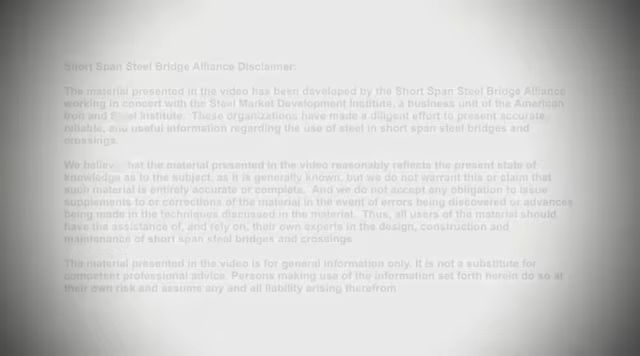 Short Span Steel Bridge Alliance Disclaimer:
The material presented in the video has been developed by the Short Span Steel Bridge Alliance
working in concert with the Steel Market Development Institute, a business unit of the American
Iron and Steel Institute. These organizations have made a diligent effort to present accurate,
reliable, and useful information regarding the use of steel in short span steel bridges and
crossings.
We believe that the material presented in the video reasonably reflects the present state of
knowledge as to the subject, as it is generally known, but we do not warrant this or claim that
such material is entirely accurate or complete. And we do not accept any obligation to issue
supplements to or corrections of the material in the event of errors being discovered or advances
being made in the techniques discussed in the material. Thus, all users of the material should
have the assistance of, and rely on, their own experts in the design, construction and
maintenance of short span steel bridges and crossings
The material presented in the video is for general information only. It is not a substitute for
competent professional advice. Persons making use of the information set forth herein do so at
their own risk and assume any and all liability arising therefrom